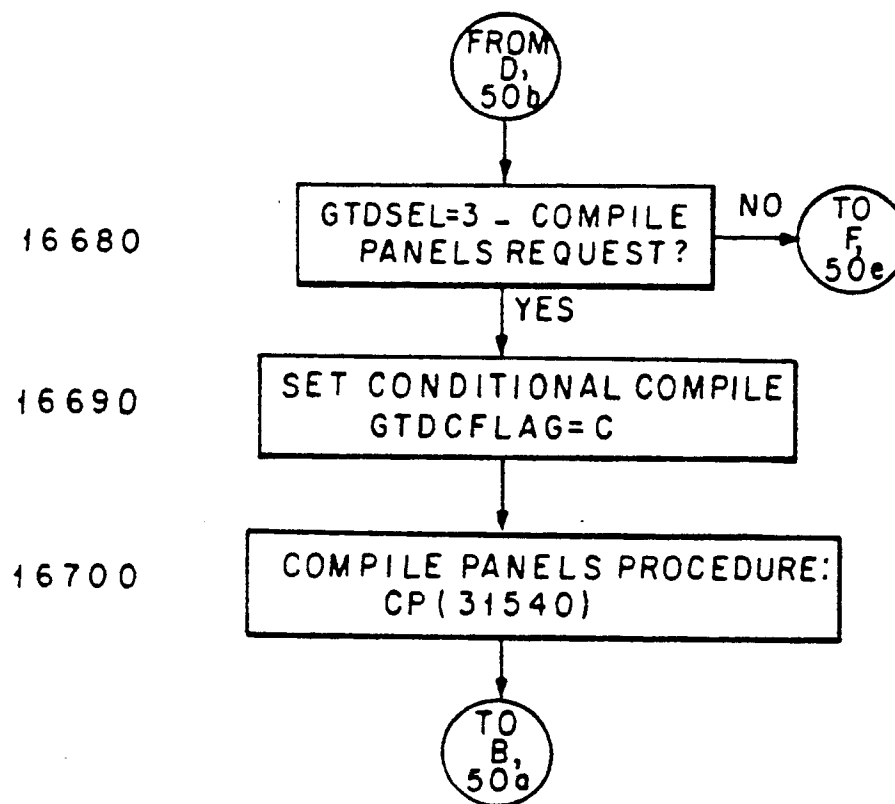 FROM
D,
50b
16680
GTDSEL=3 - COMPILE
PANELS REQUEST?
NO
TO
F,
50e
YES
16690
SET CONDITIONAL COMPILE
GTDCFLAG=C
16700
COMPILE PANELS PROCEDURE:
CP(31540)
TO
B,
50a